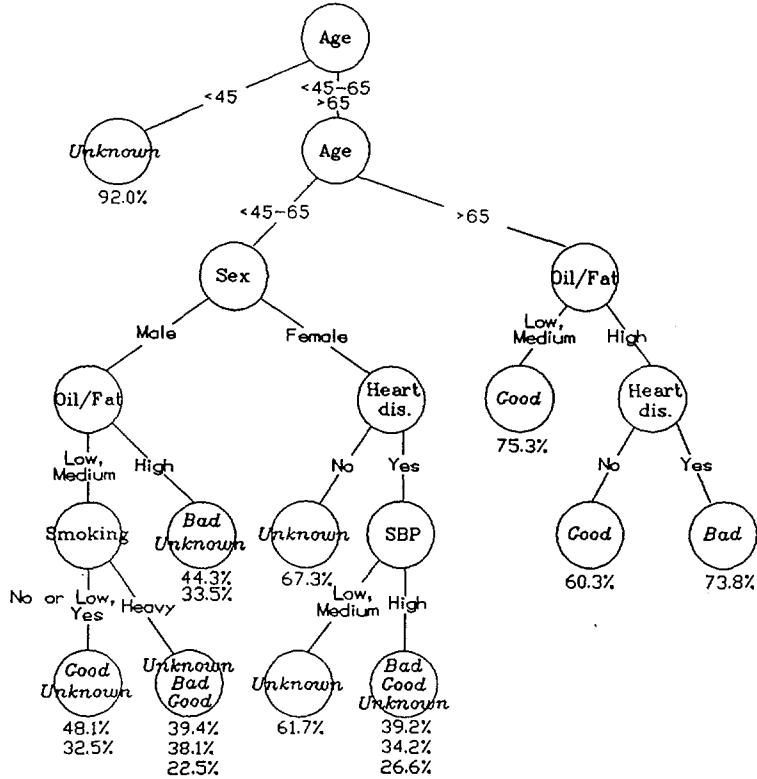 Age
<45
<45-65
>65
Unknown
92.0%
Age
<45-65
>65
Sex
Oil/Fat
Male
Female
Low,
Medium
High
Oil/Fat
Heart
dis.
Good
75.3%
Heart
dis.
Low,
Medium
High
No
Yes
No
Yes
Smoking
Bad
Unknown
44.3%
33.5%
Unknown
67.3%
SBP
Good
60.3%
Bad
73.8%
No or Low,
Yes
Heavy
Low,
Medium
High
Good
Unknown
48.1%
32.5%
Unknown
Bad
Good
39.4%
38.1%
22.5%
Unknown
61.7%
Bad
Good
Unknown
39.2%
34.2%
26.6%